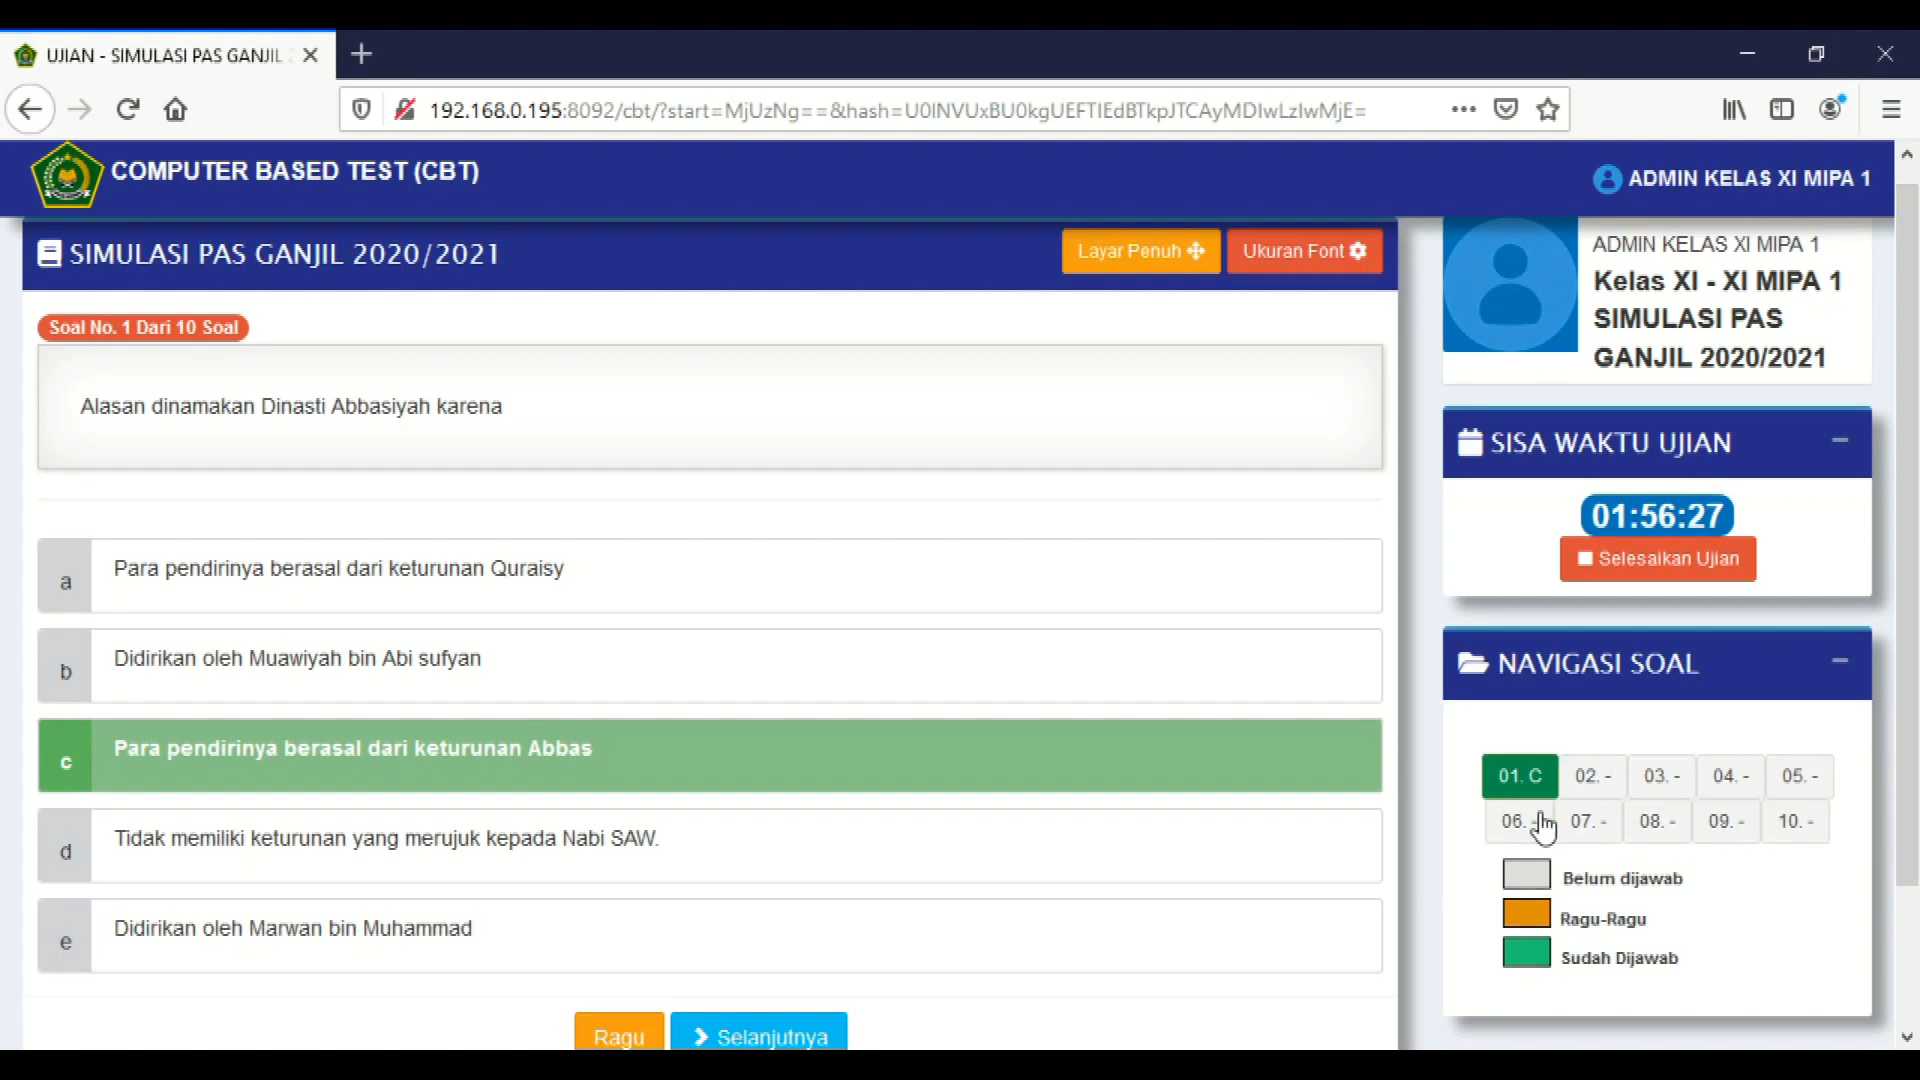 UJIAN - SIMULASI PAS GANJIL
192.168.0.195:8092/cbt/?start=MjUzNg==&hash=U0lNVUxBU0kgUEFTIEdBTkpJTCAyMDIwLzIwMjE=
COMPUTER BASED TEST (CBT)
ADMIN KELAS XI MIPA 1
SIMULASI PAS GANJIL 2020/2021
Layar Penuh
Ukuran Font
Soal No. 1 Dari 10 Soal
Alasan dinamakan Dinasti Abbasiyah karena
a
Para pendirinya berasal dari keturunan Quraisy
b
Didirikan oleh Muawiyah bin Abi sufyan
c
Para pendirinya berasal dari keturunan Abbas
d
Tidak memiliki keturunan yang merujuk kepada Nabi SAW.
e
Didirikan oleh Marwan bin Muhammad
Ragu
Selanjutnya
ADMIN KELAS XI MIPA 1
Kelas XI - XI MIPA 1
SIMULASI PAS
GANJIL 2020/2021
SISA WAKTU UJIAN
01:56:27
Selesaikan Ujian
NAVIGASI SOAL
01. C 02. - 03. - 04. - 05. -
06. - 07. - 08. - 09. - 10. -
Belum dijawab
Ragu-Ragu
Sudah Dijawab